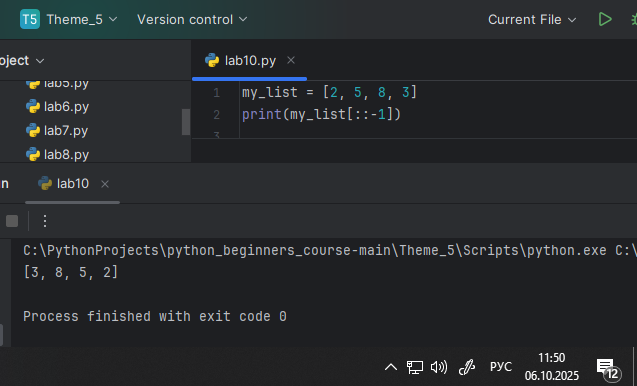 T5 Theme_5 Version control Current File
oject
lab5.py
lab6.py
lab7.py
lab8.py
lab10.py
1 my_list = [2, 5, 8, 3]
2 print(my_list[::-1])
3
n lab10
C:\PythonProjects\python_beginners_course-main\Theme_5\Scripts\python.exe C:\
[3, 8, 5, 2]
Process finished with exit code 0
РУС
11:50
06.10.2025
12